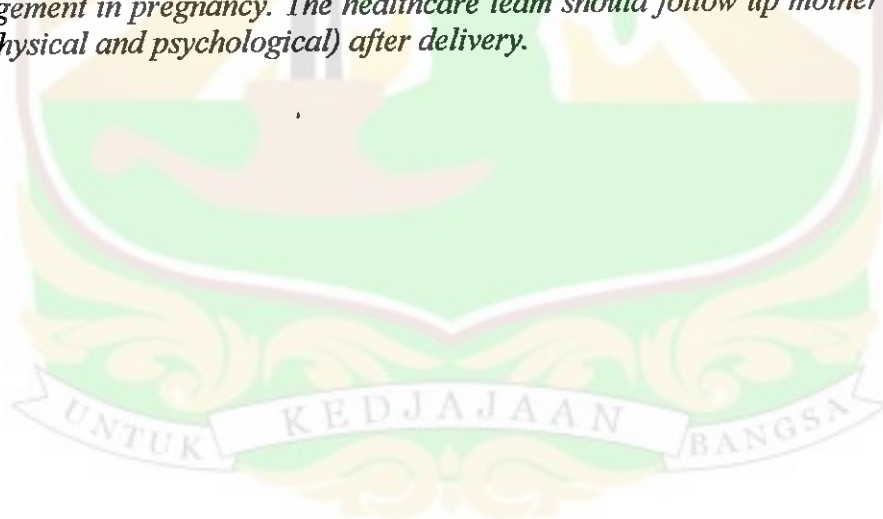 gement in pregnancy. The healthcare team should follow up mother
hysical and psychological) after delivery.
UNTUK KEDJAJAAN BANGSA